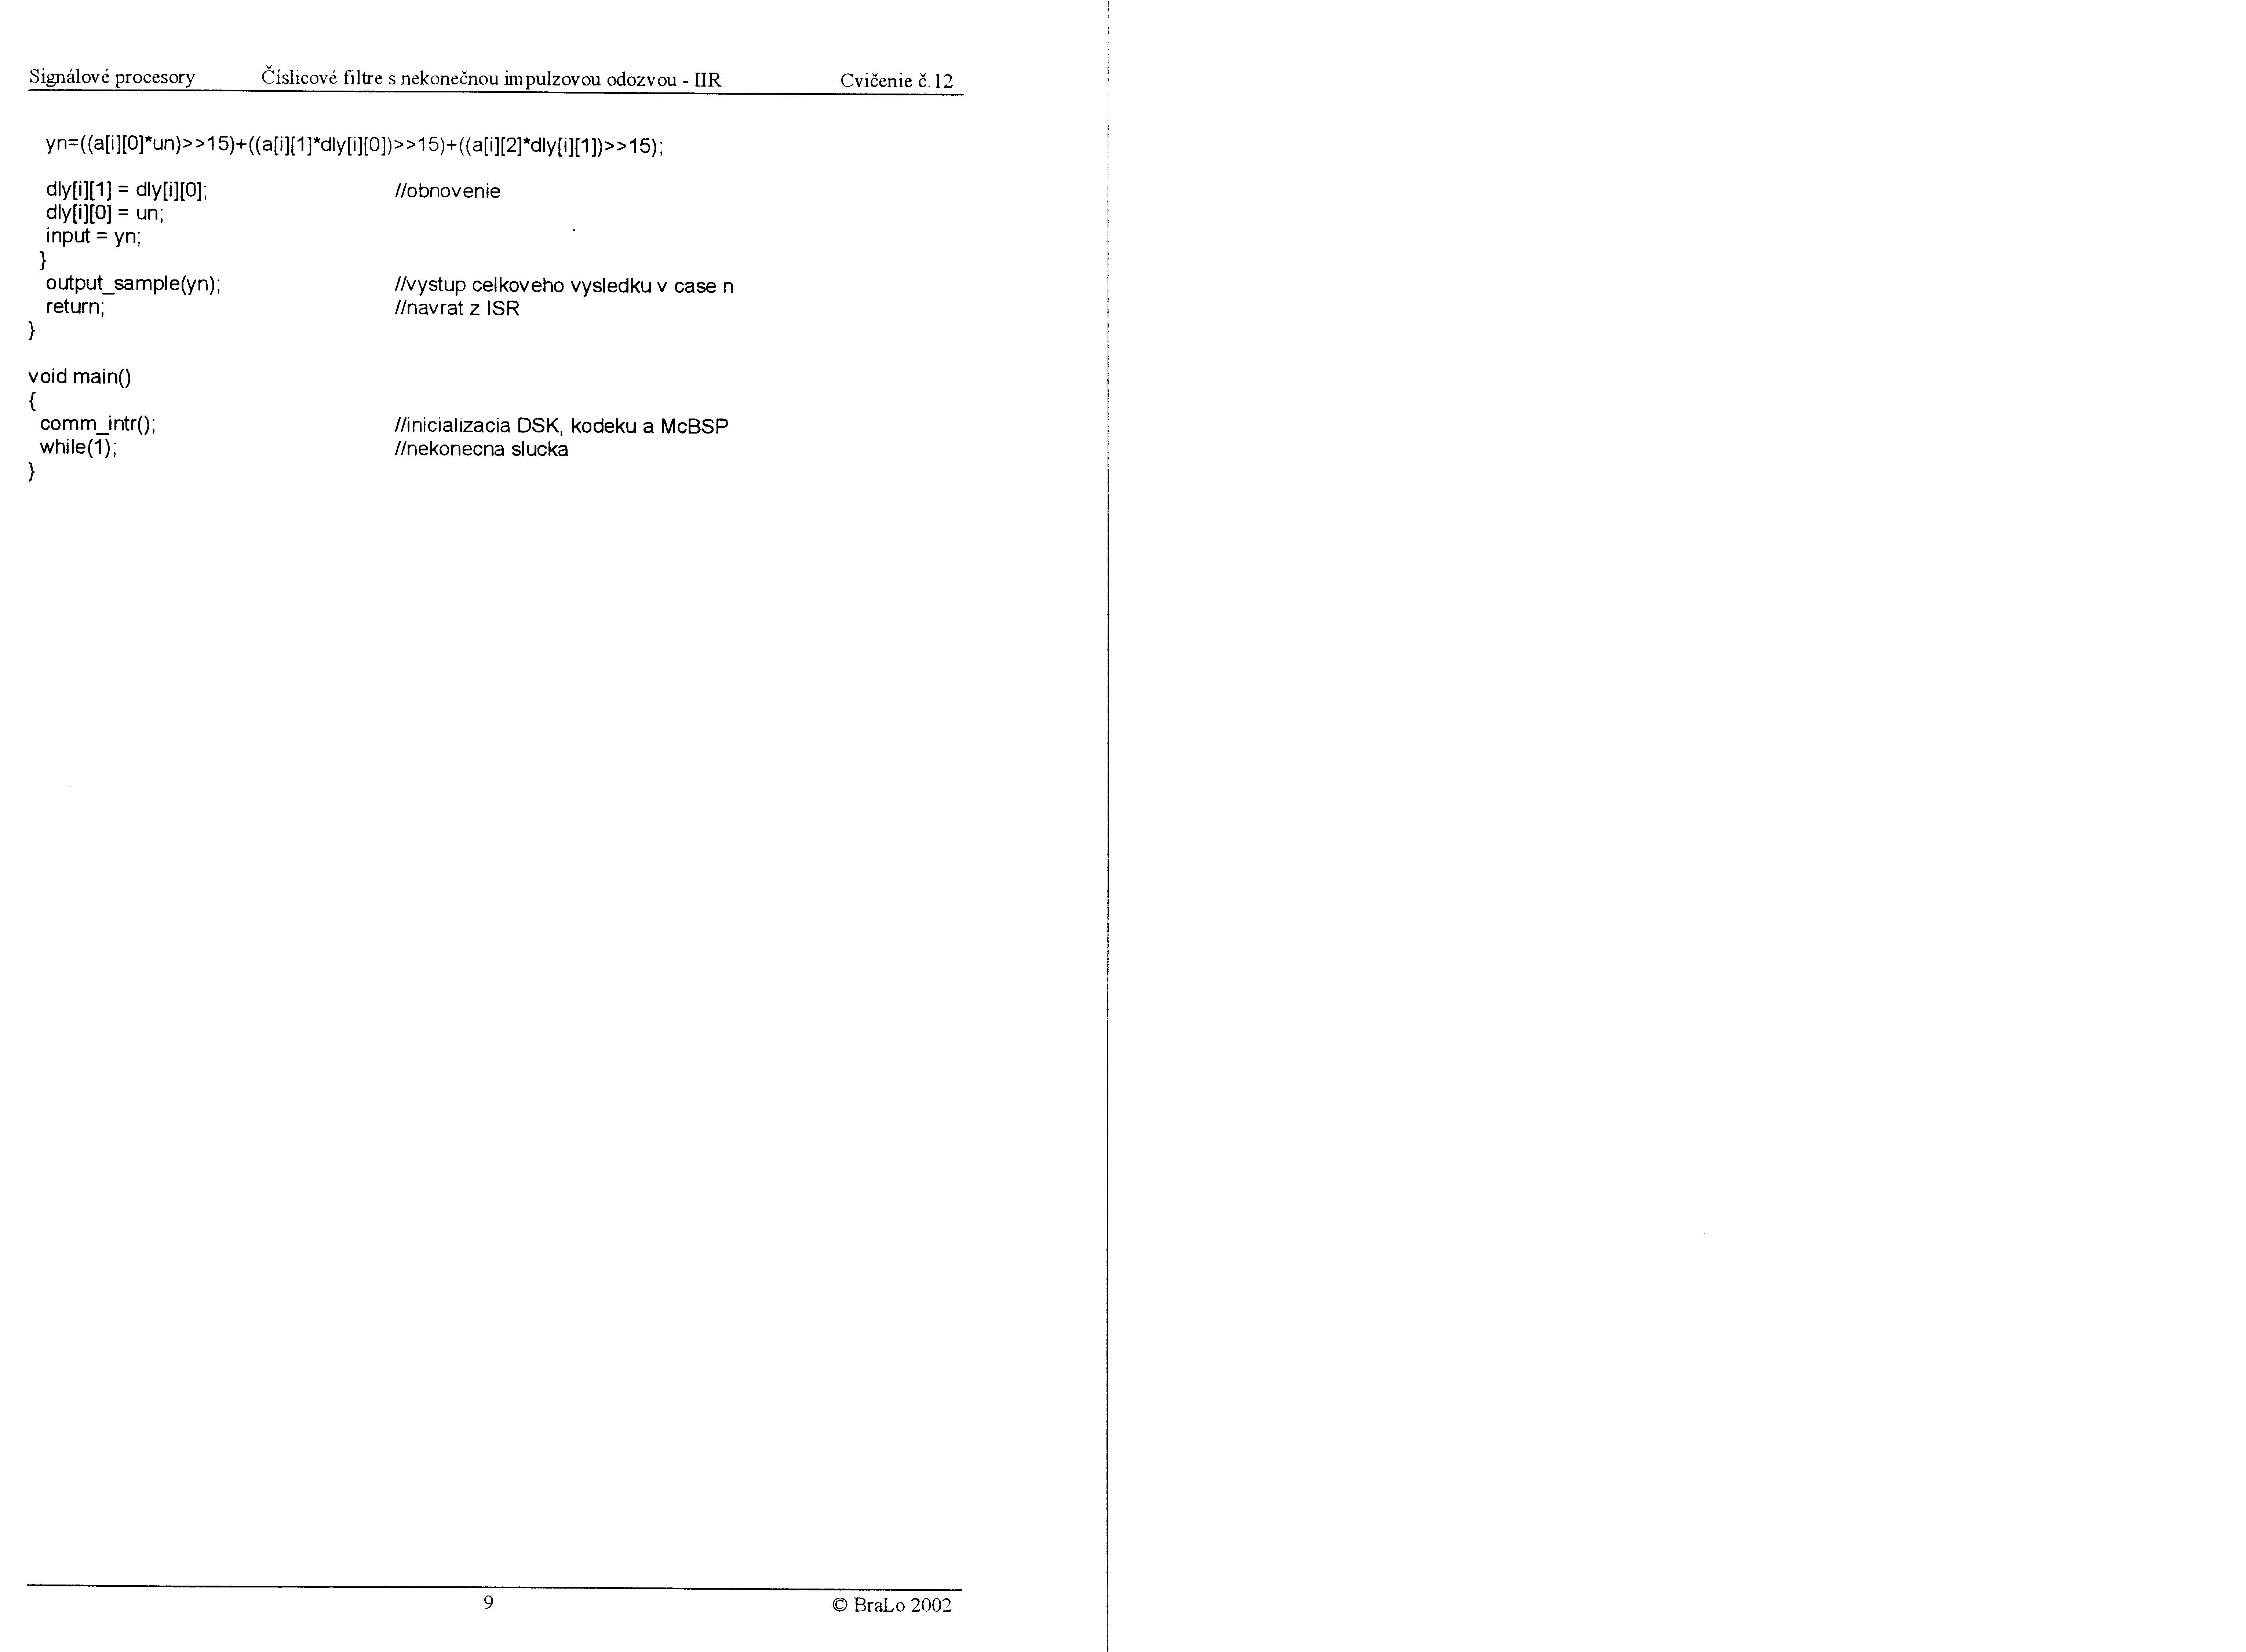 Signálové procesory Číslicové filtre s nekonečnou impulzovou odozvou - IIR Cvičenie č.12
yn=((a[i][0]*un)>>15)+((a[i][1]*dly[i][0])>>15)+((a[i][2]*dly[i][1])>>15);
dly[i][1] = dly[i][0]; //obnovenie
dly[i][0] = un;
input = yn;
}
output_sample(yn); //vystup celkoveho vysledku v case n
return; //navrat z ISR
}
void main()
{
comm_intr(); //inicializacia DSK, kodeku a McBSP
while(1); //nekonecna slucka
}
9 © BraLo 2002